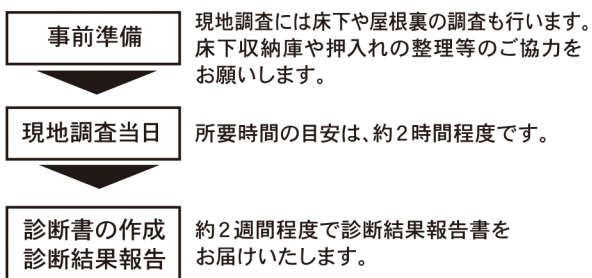 事前準備
現地調査には床下や屋根裏の調査も行います。
床下収納庫や押入れの整理等のご協力を
お願いします。
現地調査当日
所要時間の目安は、約2時間程度です。
診断書の作成
診断結果報告
約2週間程度で診断結果報告書を
お届けいたします。